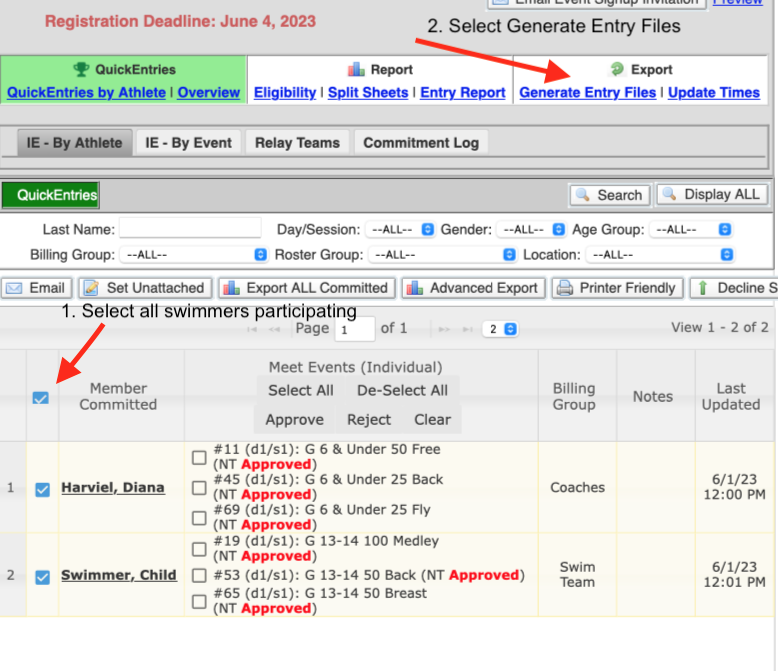 Email Event Signup Invitation Preview
Registration Deadline: June 4, 2023
2. Select Generate Entry Files
QuickEntries Report Export
QuickEntries by Athlete | Overview Eligibility | Split Sheets | Entry Report Generate Entry Files | Update Times
IE - By Athlete IE - By Event Relay Teams Commitment Log
QuickEntries Search Display ALL
Last Name: Day/Session: --ALL-- Gender: --ALL-- Age Group: --ALL--
Billing Group: --ALL-- Roster Group: --ALL-- Location: --ALL--
Email Set Unattached Export ALL Committed Advanced Export Printer Friendly Decline S
1. Select all swimmers participating
Page 1 of 1 2 View 1 - 2 of 2
Member Committed
Meet Events (Individual)
Select All De-Select All
Approve Reject Clear
Billing Group
Notes
Last Updated
1 Harviel, Diana
#11 (d1/s1): G 6 & Under 50 Free
(NT Approved)
#45 (d1/s1): G 6 & Under 25 Back
(NT Approved)
#69 (d1/s1): G 6 & Under 25 Fly
(NT Approved)
Coaches
6/1/23
12:00 PM
2 Swimmer, Child
#19 (d1/s1): G 13-14 100 Medley
(NT Approved)
#53 (d1/s1): G 13-14 50 Back (NT Approved)
#65 (d1/s1): G 13-14 50 Breast
(NT Approved)
Swim
Team
6/1/23
12:01 PM